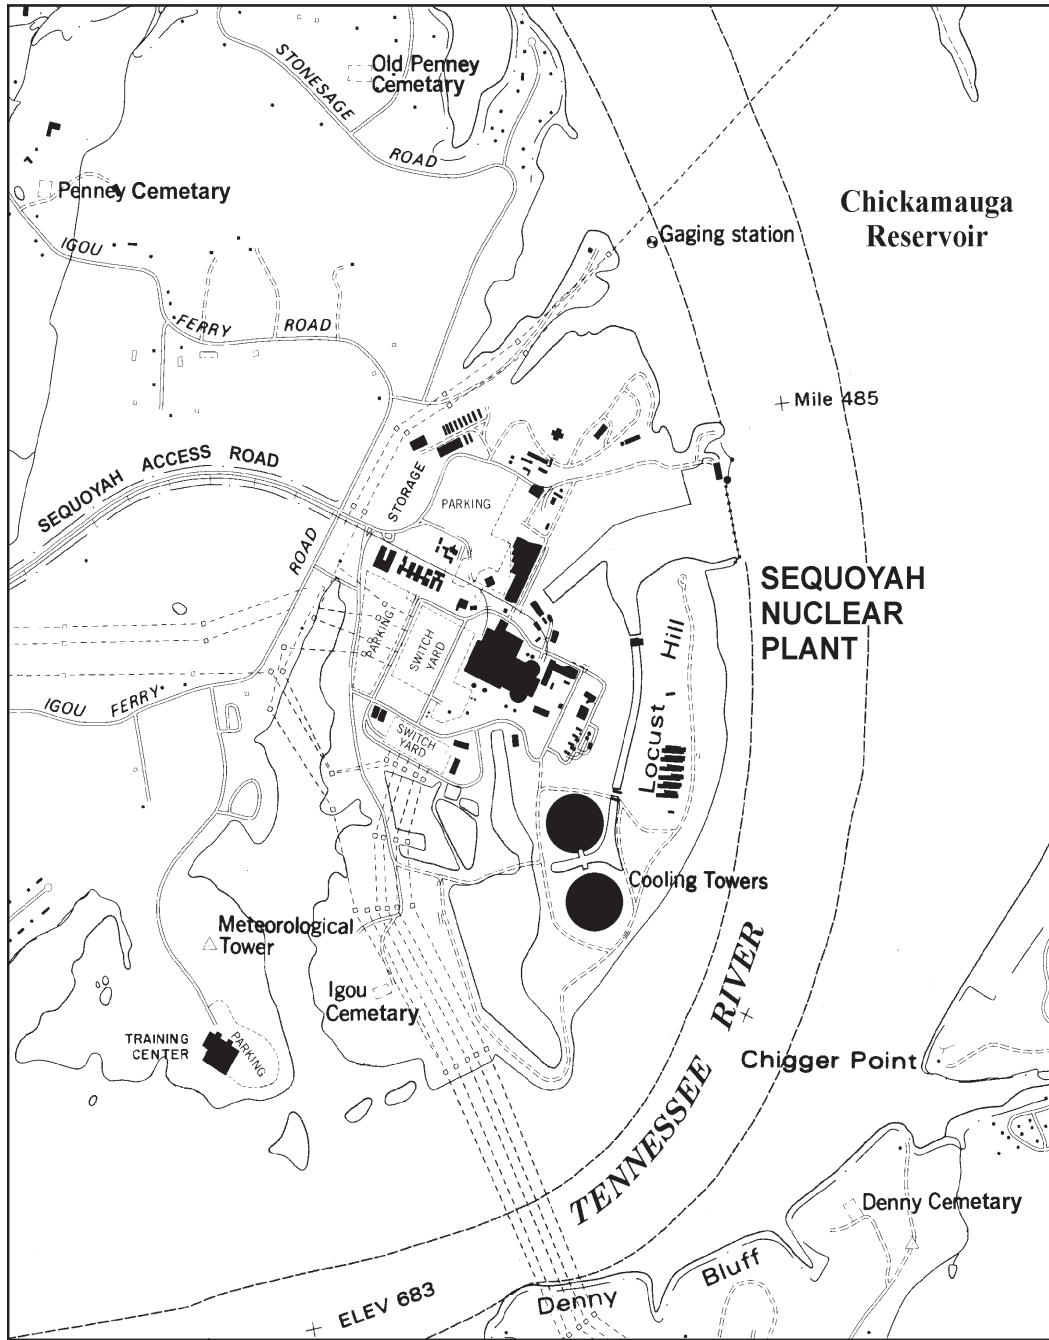 STONESAGE
ROAD
Old Penney
Cemetary
Penney Cemetary
IGOU
FERRY
ROAD
Chickamauga
Reservoir
Gaging station
Mile 485
SEQUOYAH ACCESS ROAD
STORAGE
PARKING
ROAD
SEQUOYAH
NUCLEAR
PLANT
PARKING
SWITCH
YARD
Locust Hill
IGOU FERRY
SWITCH
YARD
Cooling Towers
Meteorological
Tower
Igou
Cemetary
TRAINING
CENTER
PARKING
TENNESSEE RIVER
Chigger Point
Denny Cemetary
Denny Bluff
ELEV 683